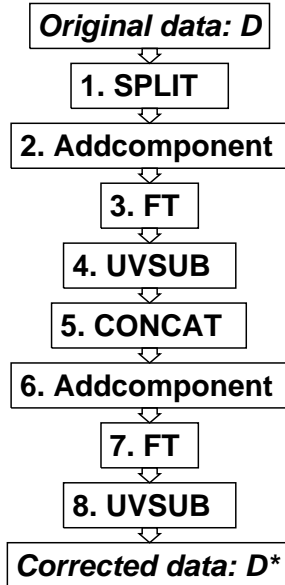 Original data: D
1. SPLIT
2. Addcomponent
3. FT
4. UVSUB
5. CONCAT
6. Addcomponent
7. FT
8. UVSUB
Corrected data: D*